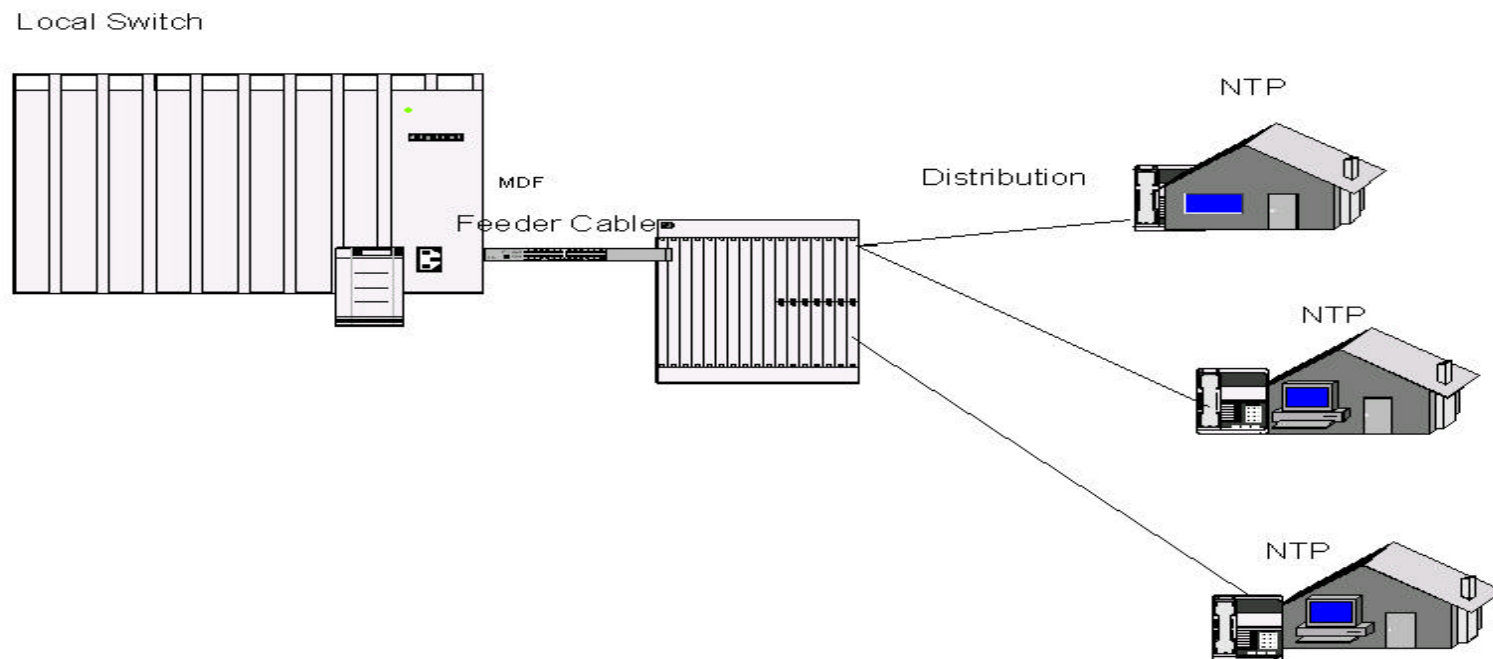 Local Switch
NTP
MDF
Distribution
Feeder Cable
NTP
NTP